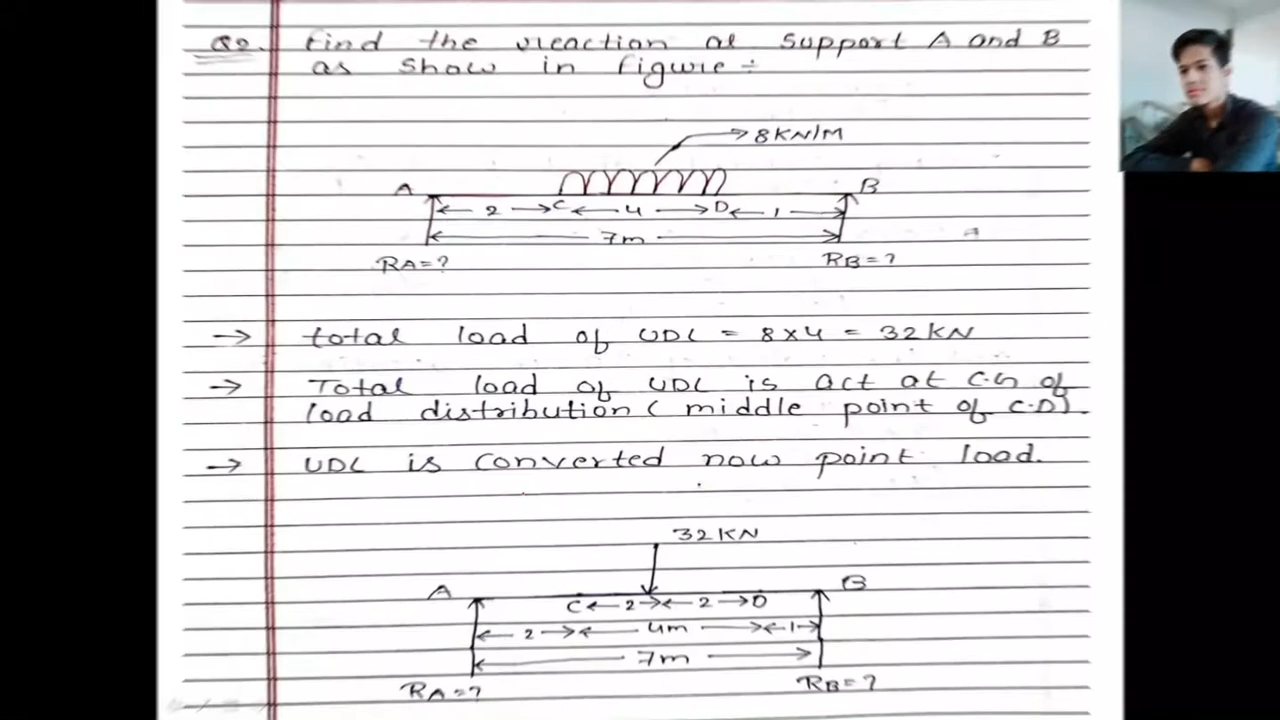 Q2. Find the reaction at support A and B
as show in figure ÷
8KN/M
A B
2 C 4 D 1
7m
RA=? RB=?
→ total load of UDL = 8x4 = 32KN
→ Total load of UDL is act at C.G of
load distribution ( middle point of C.D)
→ UDL is converted now point load.
32KN
A B
C 2 2 D
2 4m 1
7m
RA=? RB=?